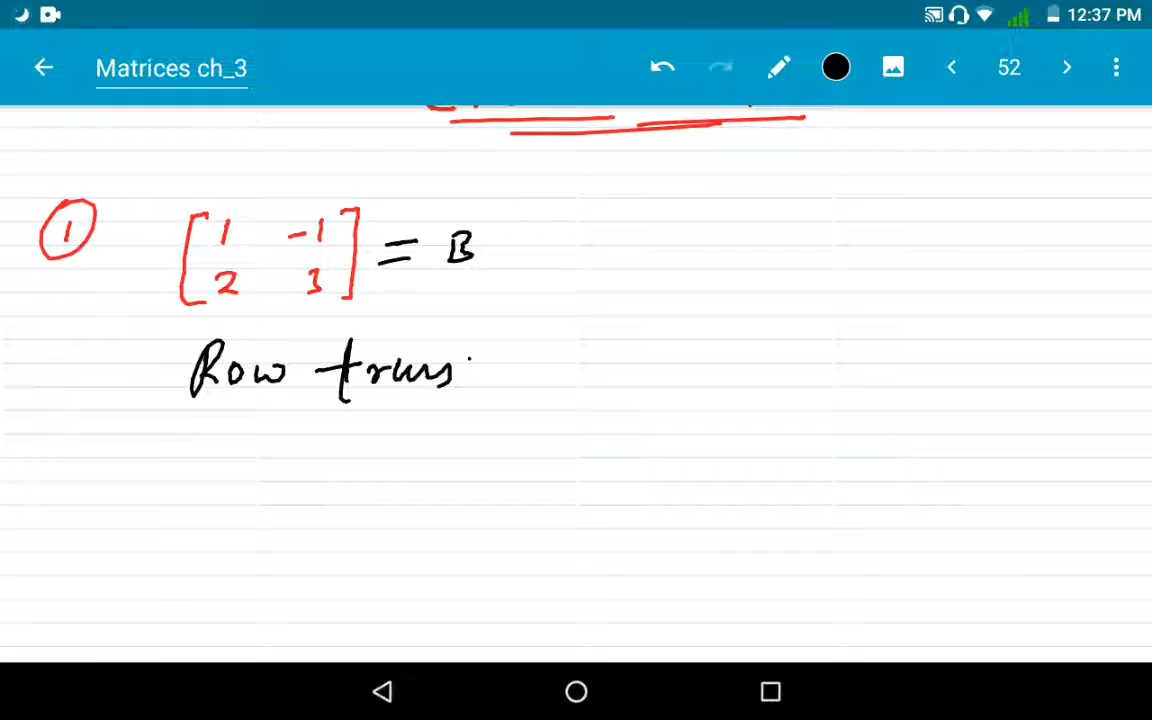 12:37 PM
Matrices ch_3
52
1
[1 -1
2 3] = B
Row trans